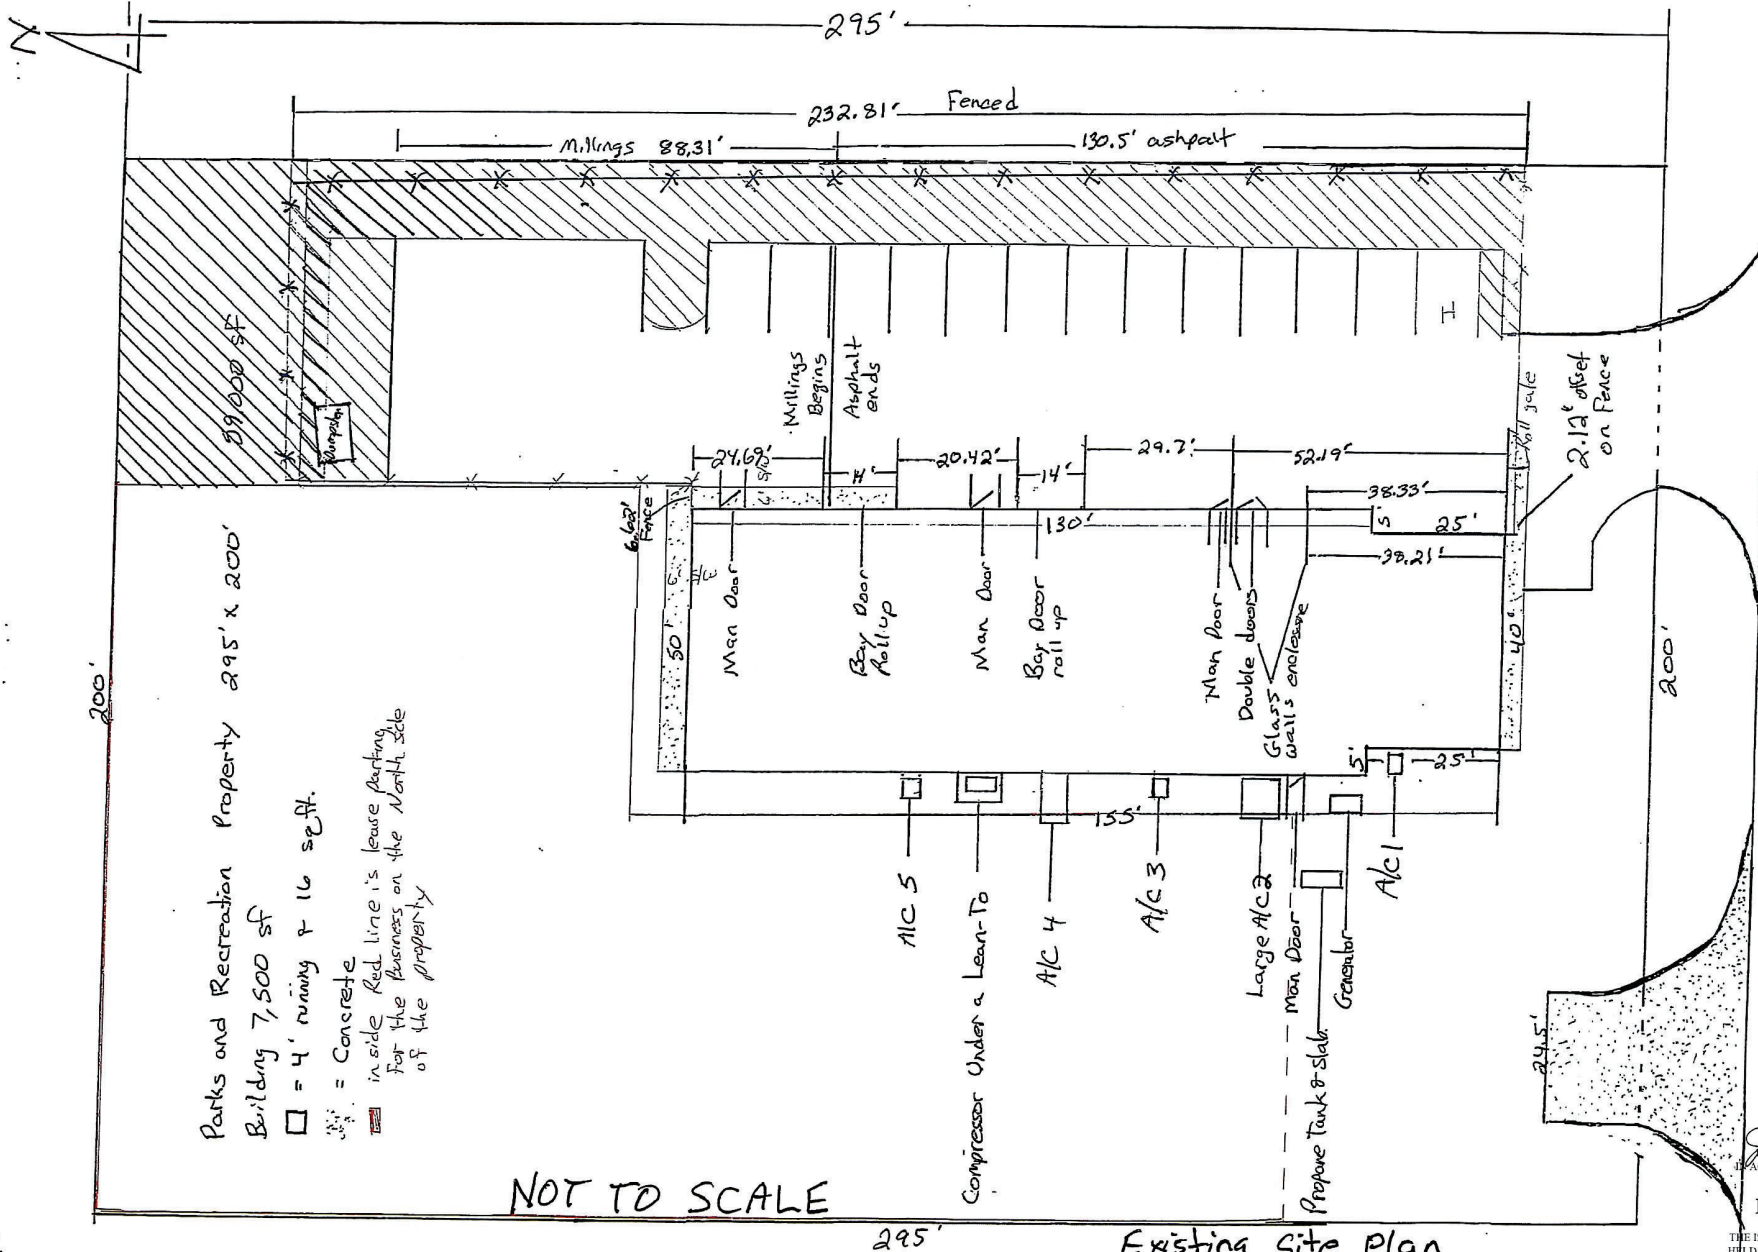 N
295'
232.81' Fenced
Millings 88.31'
130.5' ashpalt
59,000 sf
Dumpster
Millings
Begins
Asphalt
ends
H
roll gate
2.12' offset
on Fence
24.69'
S/W
14'
20.42'
14'
29.7'
52.19'
38.33'
130'
5'
25'
38.21'
6.62'
Fence
C
S/W
50'
Man Door
Bay Door
Roll up
Man Door
Bay Door
roll up
Man Door
Double doors
Glass
walls enclosure
40'
200'
200'
5'
25'
155'
Parks and Recreation Property 295' x 200'
Building 7,500 sf
= 4' running & 16 sq ft.
= Concrete
inside Red line is lease parking
For the Business on the North side
of the property
A/C 5
Compressor Under a Lean-To
A/C 4
A/C 3
Large A/C 2
Man Door
Propane Tank & slab
Generator
A/C 1
24.5'
NOT TO SCALE
295'
Existing Site Plan